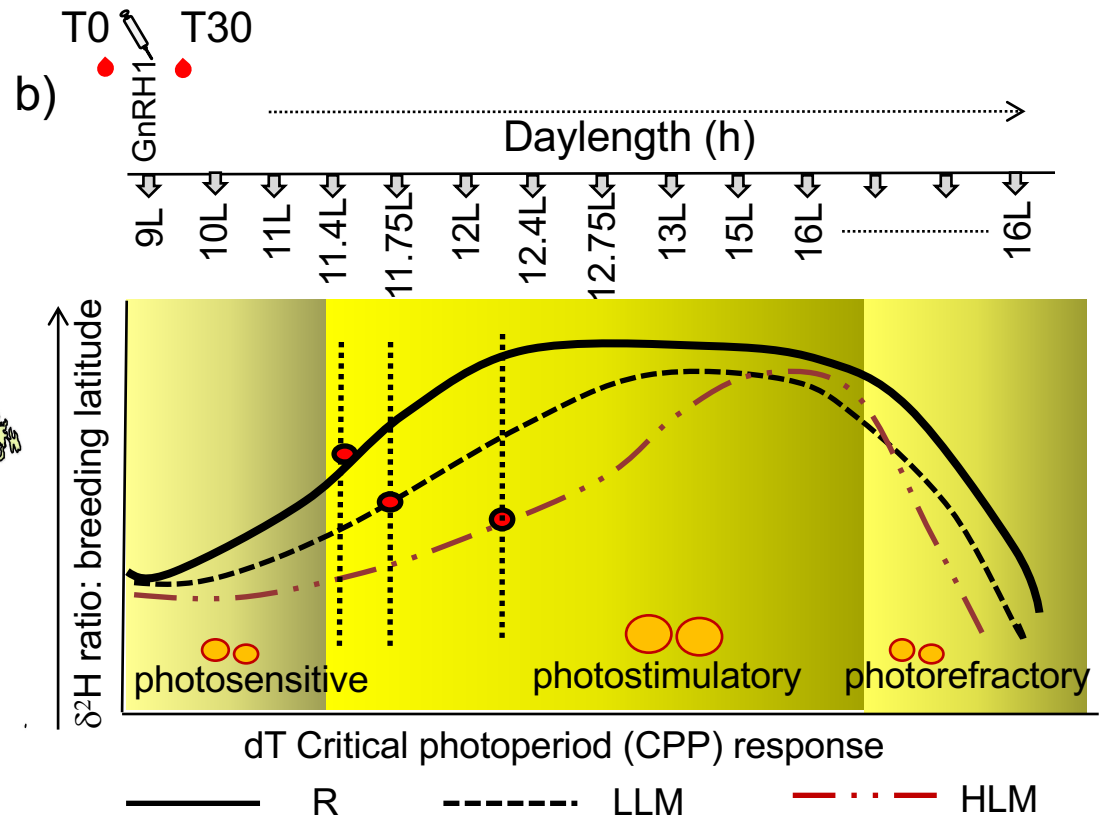 T0 T30
b)
GnRH1
Daylength (h)
9L 10L 11L 11.4L 11.75L 12L 12.4L 12.75L 13L 15L 16L 16L
δ²H ratio: breeding latitude
photosensitive photostimulatory photorefractory
dT Critical photoperiod (CPP) response
R LLM HLM